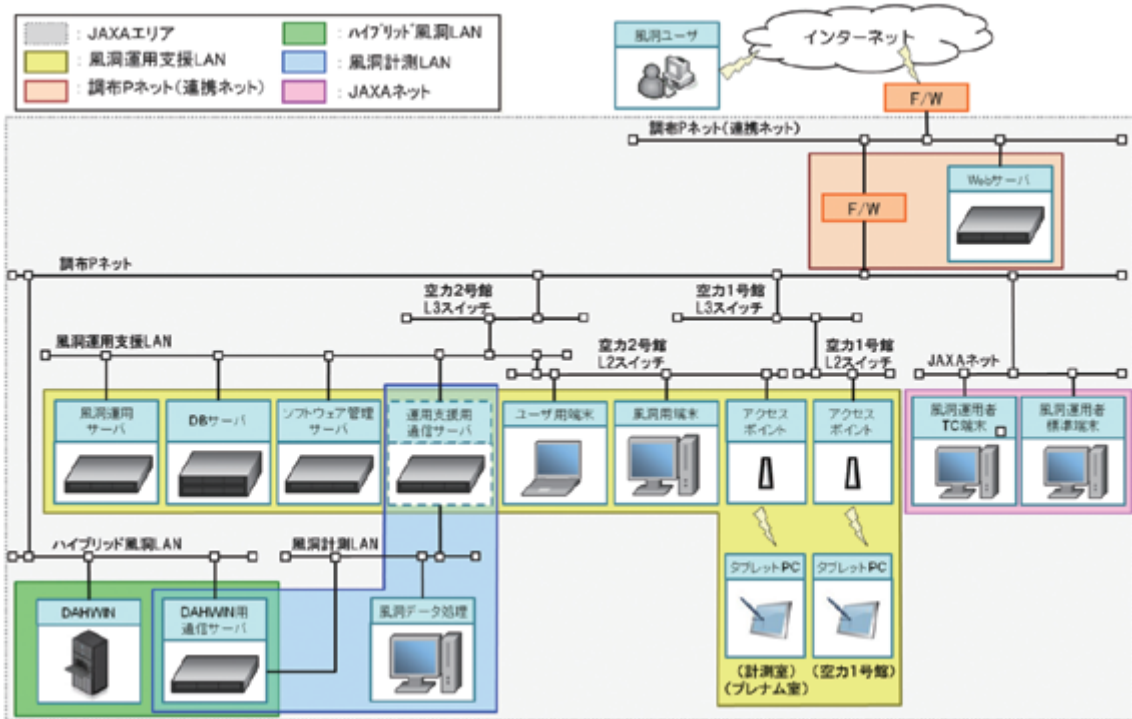 : JAXAエリア
: ハイブリッド風洞LAN
: 風洞運用支援LAN
: 風洞計測LAN
: 調布Pネット(連携ネット)
: JAXAネット
風洞ユーザ
インターネット
F/W
調布Pネット(連携ネット)
Webサーバ
F/W
調布Pネット
空力2号館
L3スイッチ
空力1号館
L3スイッチ
風洞運用支援LAN
空力2号館
L2スイッチ
空力1号館
L2スイッチ
JAXAネット
風洞運用
サーバ
DBサーバ
ソフトウェア管理
サーバ
運用支援用
通信サーバ
ユーザ用端末
風洞用端末
アクセス
ポイント
アクセス
ポイント
風洞運用者
TC端末
風洞運用者
標準端末
ハイブリッド風洞LAN
風洞計測LAN
DAHWIN
DAHWIN用
通信サーバ
風洞データ処理
タブレットPC
タブレットPC
(計測室)
(プレナム室)
(空力1号館)